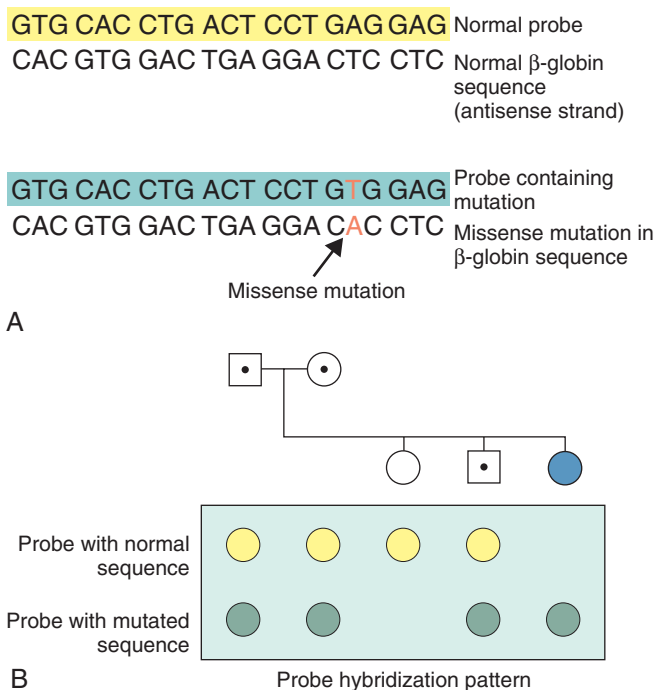 GTG CAC CTG ACT CCT GAG GAG Normal probe
CAC GTG GAC TGA GGA CTC CTC Normal β-globin
sequence
(antisense strand)
GTG CAC CTG ACT CCT GTG GAG Probe containing
mutation
CAC GTG GAC TGA GGA CAC CTC Missense mutation in
β-globin sequence
Missense mutation
A
Probe with normal
sequence
Probe with mutated
sequence
B
Probe hybridization pattern